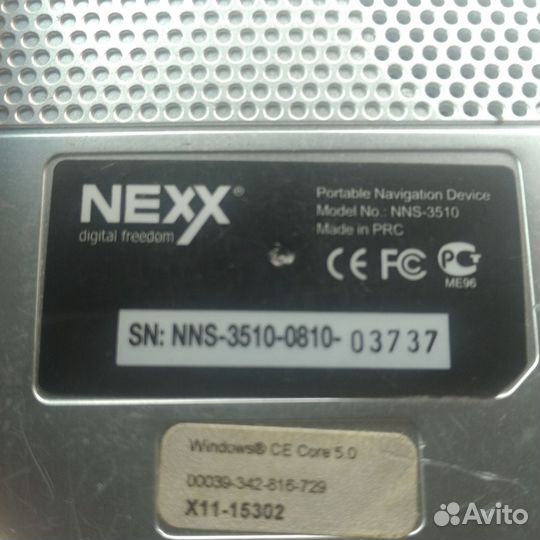 NEXX®
digital freedom
Portable Navigation Device
Model No.: NNS-3510
Made in PRC
CE FC PG
ME96
SN: NNS-3510-0810- 03737
Windows® CE Core 5.0
00039-342-816-729
X11-15302
Avito